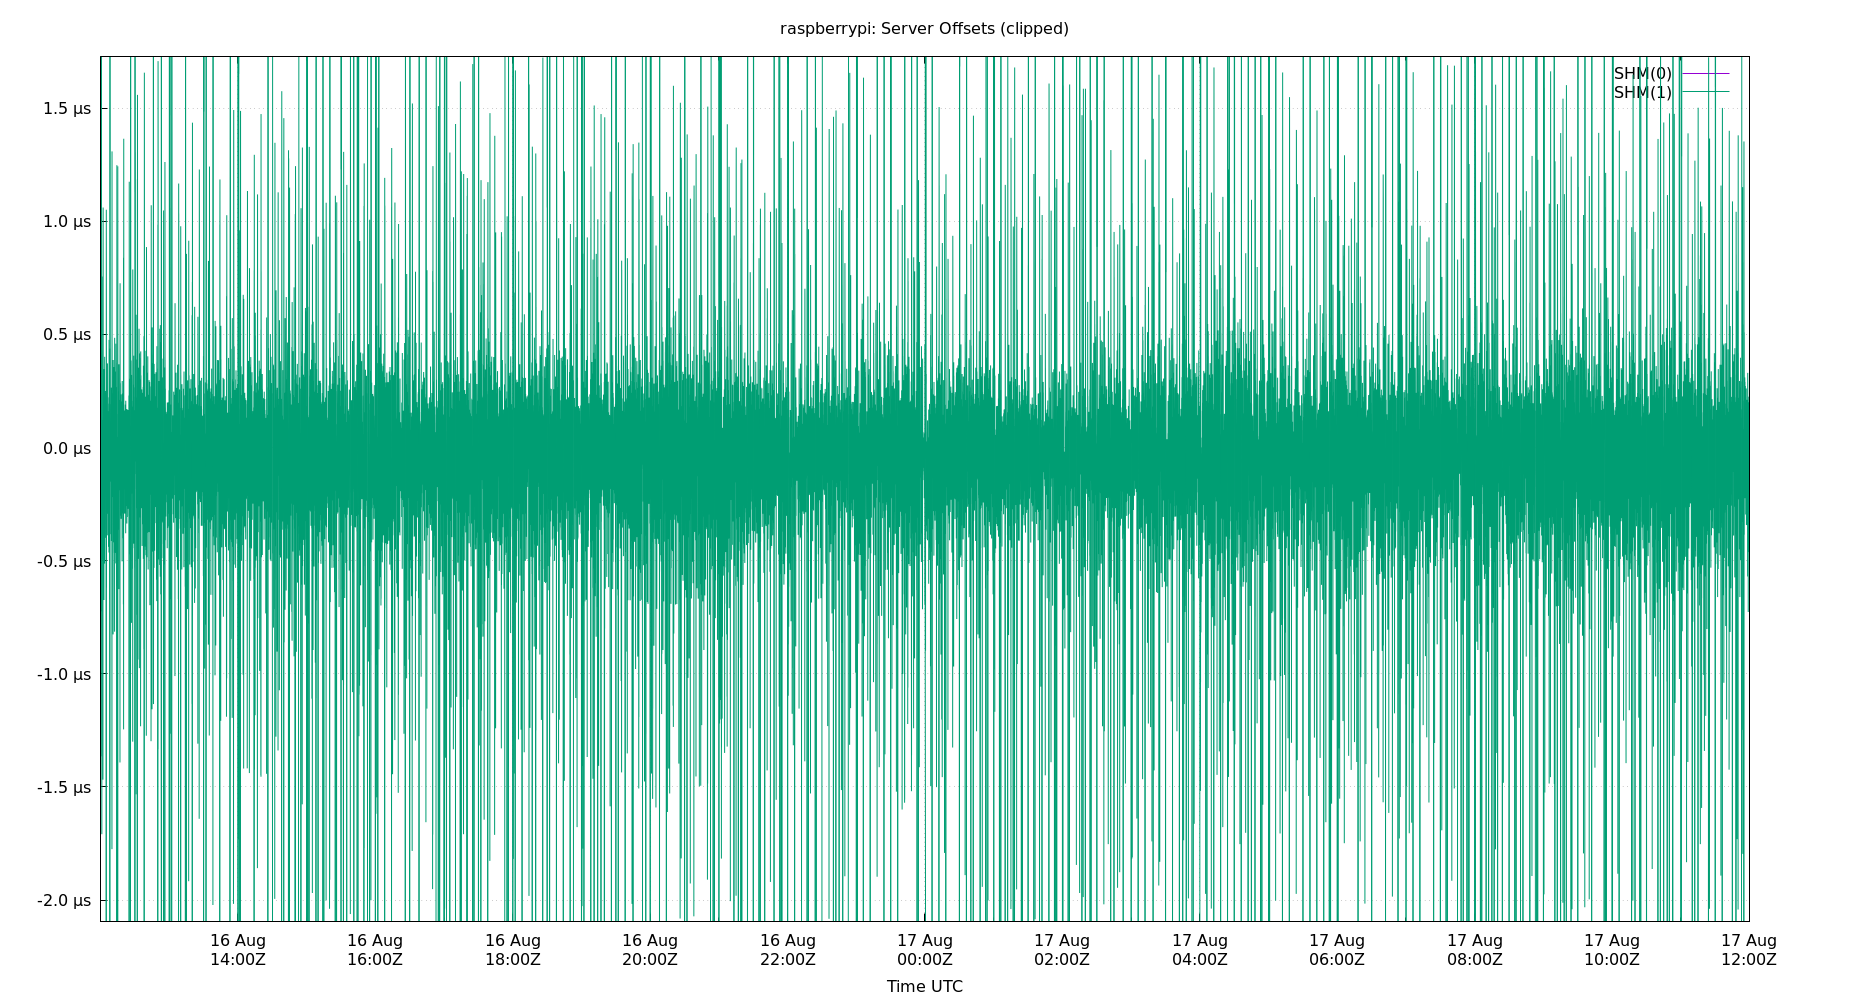 raspberrypi: Server Offsets (clipped)
SHM(0)
SHM(1)
1.5 µs
1.0 µs
0.5 µs
0.0 µs
-0.5 µs
-1.0 µs
-1.5 µs
-2.0 µs
16 Aug 16 Aug 16 Aug 16 Aug 16 Aug 17 Aug 17 Aug 17 Aug 17 Aug 17 Aug 17 Aug 17 Aug
14:00Z 16:00Z 18:00Z 20:00Z 22:00Z 00:00Z 02:00Z 04:00Z 06:00Z 08:00Z 10:00Z 12:00Z
Time UTC